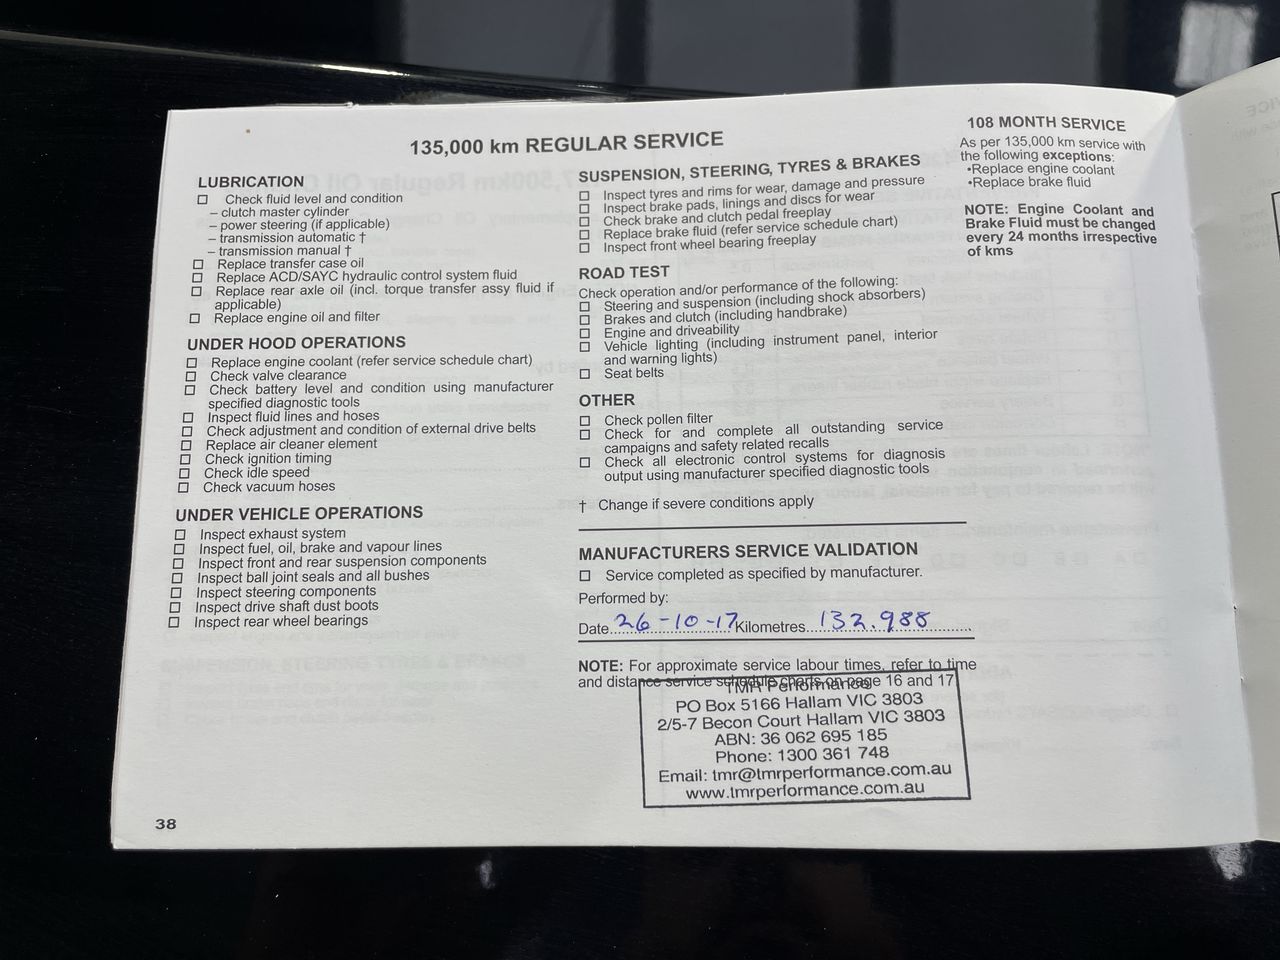 135,000 km REGULAR SERVICE
LUBRICATION
☐ Check fluid level and condition
– clutch master cylinder
– power steering (if applicable)
– transmission automatic †
– transmission manual †
☐ Replace transfer case oil
☐ Replace ACD/SAYC hydraulic control system fluid
☐ Replace rear axle oil (incl. torque transfer assy fluid if
applicable)
☐ Replace engine oil and filter
UNDER HOOD OPERATIONS
☐ Replace engine coolant (refer service schedule chart)
☐ Check valve clearance
☐ Check battery level and condition using manufacturer
specified diagnostic tools
☐ Inspect fluid lines and hoses
☐ Check adjustment and condition of external drive belts
☐ Replace air cleaner element
☐ Check ignition timing
☐ Check idle speed
☐ Check vacuum hoses
UNDER VEHICLE OPERATIONS
☐ Inspect exhaust system
☐ Inspect fuel, oil, brake and vapour lines
☐ Inspect front and rear suspension components
☐ Inspect ball joint seals and all bushes
☐ Inspect steering components
☐ Inspect drive shaft dust boots
☐ Inspect rear wheel bearings
SUSPENSION, STEERING, TYRES & BRAKES
☐ Inspect tyres and rims for wear, damage and pressure
☐ Inspect brake pads, linings and discs for wear
☐ Check brake and clutch pedal freeplay
☐ Replace brake fluid (refer service schedule chart)
☐ Inspect front wheel bearing freeplay
ROAD TEST
Check operation and/or performance of the following:
☐ Steering and suspension (including shock absorbers)
☐ Brakes and clutch (including handbrake)
☐ Engine and driveability
☐ Vehicle lighting (including instrument panel, interior
and warning lights)
☐ Seat belts
OTHER
☐ Check pollen filter
☐ Check for and complete all outstanding service
campaigns and safety related recalls
☐ Check all electronic control systems for diagnosis
output using manufacturer specified diagnostic tools
† Change if severe conditions apply
MANUFACTURERS SERVICE VALIDATION
☐ Service completed as specified by manufacturer.
Performed by:
Date 26-10-17 Kilometres 132.988
NOTE: For approximate service labour times, refer to time
and distance service schedule charts on page 16 and 17
TMR Performance
PO Box 5166 Hallam VIC 3803
2/5-7 Becon Court Hallam VIC 3803
ABN: 36 062 695 185
Phone: 1300 361 748
Email: tmr@tmrperformance.com.au
www.tmrperformance.com.au
108 MONTH SERVICE
As per 135,000 km service with
the following exceptions:
•Replace engine coolant
•Replace brake fluid
NOTE: Engine Coolant and
Brake Fluid must be changed
every 24 months irrespective
of kms
38